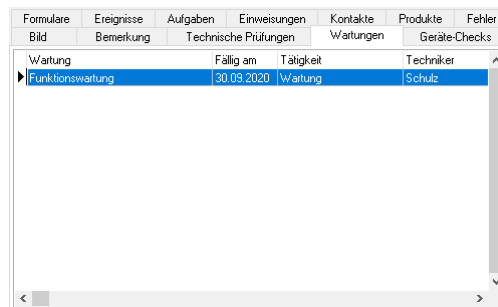 Formulare Ereignisse Aufgaben Einweisungen Kontakte Produkte Fehler
Bild Bemerkung Technische Prüfungen Wartungen Geräte-Checks
Wartung Fällig am Tätigkeit Techniker
Funktionswartung 30.09.2020 Wartung Schulz